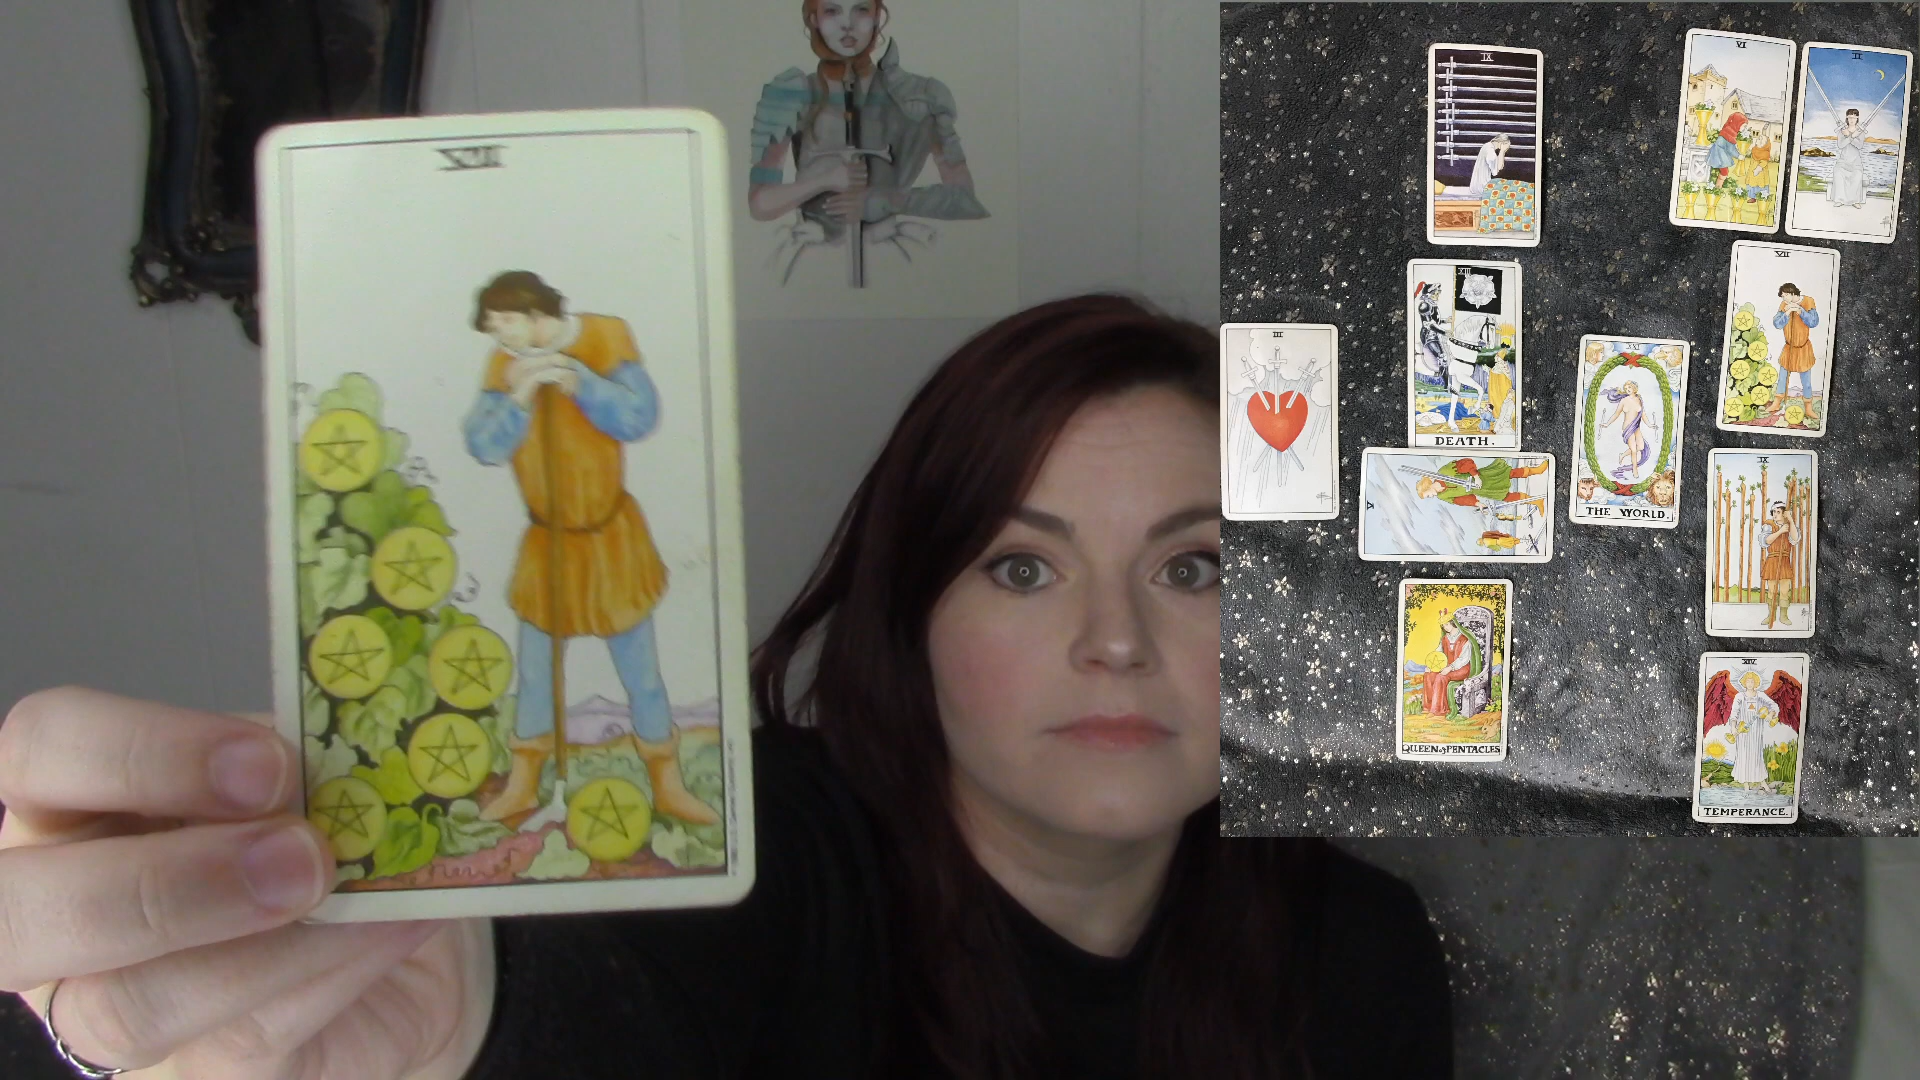 VII
IX
VI
II
XIII
DEATH.
III
V
XXI
THE WORLD.
VII
IX
QUEEN of PENTACLES
XIV
TEMPERANCE.